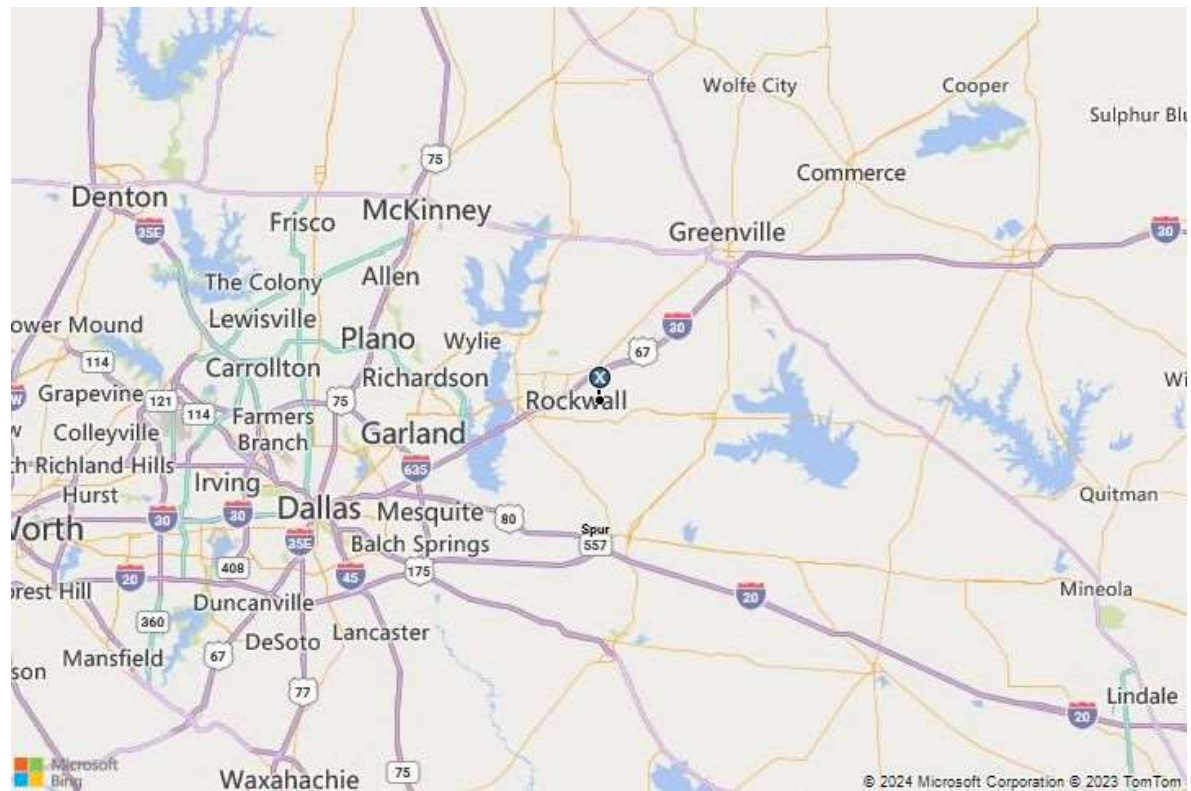 Wolfe City
Cooper
Sulphur Blu
75
Commerce
Denton
Frisco
McKinney
35E
Greenville
30
The Colony
Allen
Lewisville
ower Mound
Plano
Wylie
30
67
114
Carrollton
Richardson
X
Wi
W
Grapevine
121
114
75
Rockwall
Farmers
Branch
w
Colleyville
Garland
th Richland Hills
635
Irving
Hurst
Quitman
Worth
30
30
Dallas
Mesquite
80
Spur
557
35E
Balch Springs
408
175
20
45
orest Hill
20
Mineola
Duncanville
360
DeSoto
Lancaster
67
Mansfield
son
77
Lindale
20
Microsoft
Bing
Waxahachie
75
© 2024 Microsoft Corporation © 2023 TomTom